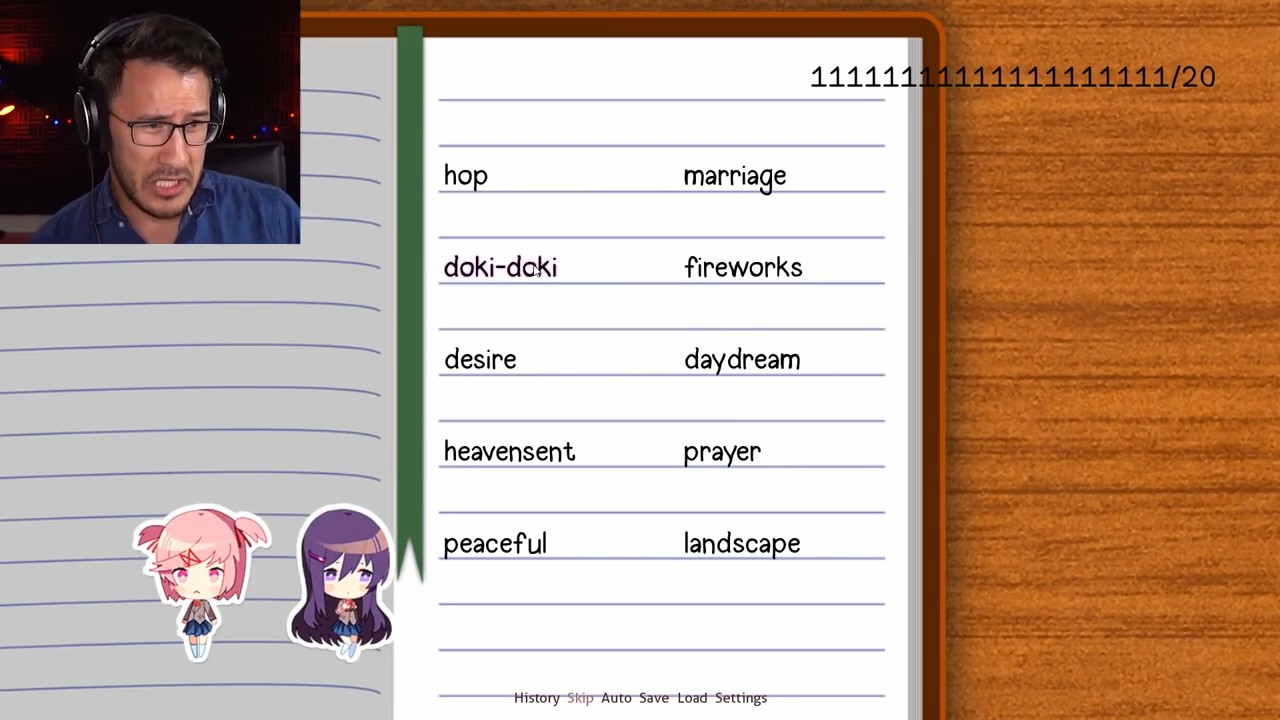 11111111111111111111/20
hop marriage
doki-doki fireworks
desire daydream
heavensent prayer
peaceful landscape
History Skip Auto Save Load Settings